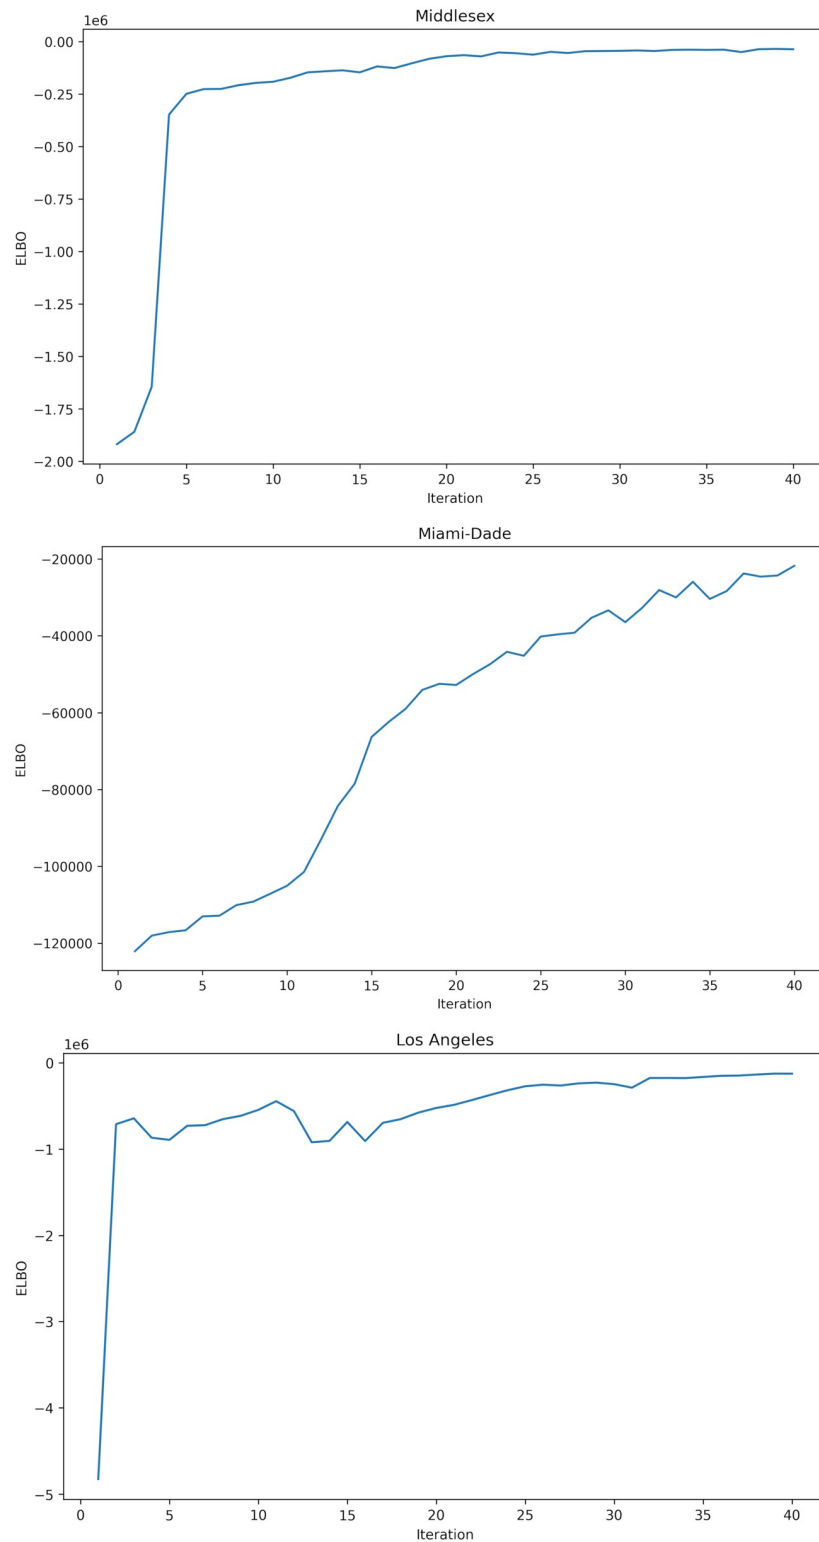 Middlesex
1e6
0.00
−0.25
−0.50
−0.75
−1.00
−1.25
−1.50
−1.75
−2.00
ELBO
0 5 10 15 20 25 30 35 40
Iteration
Miami-Dade
−20000
−40000
−60000
−80000
−100000
−120000
ELBO
0 5 10 15 20 25 30 35 40
Iteration
Los Angeles
1e6
0
−1
−2
−3
−4
−5
ELBO
0 5 10 15 20 25 30 35 40
Iteration